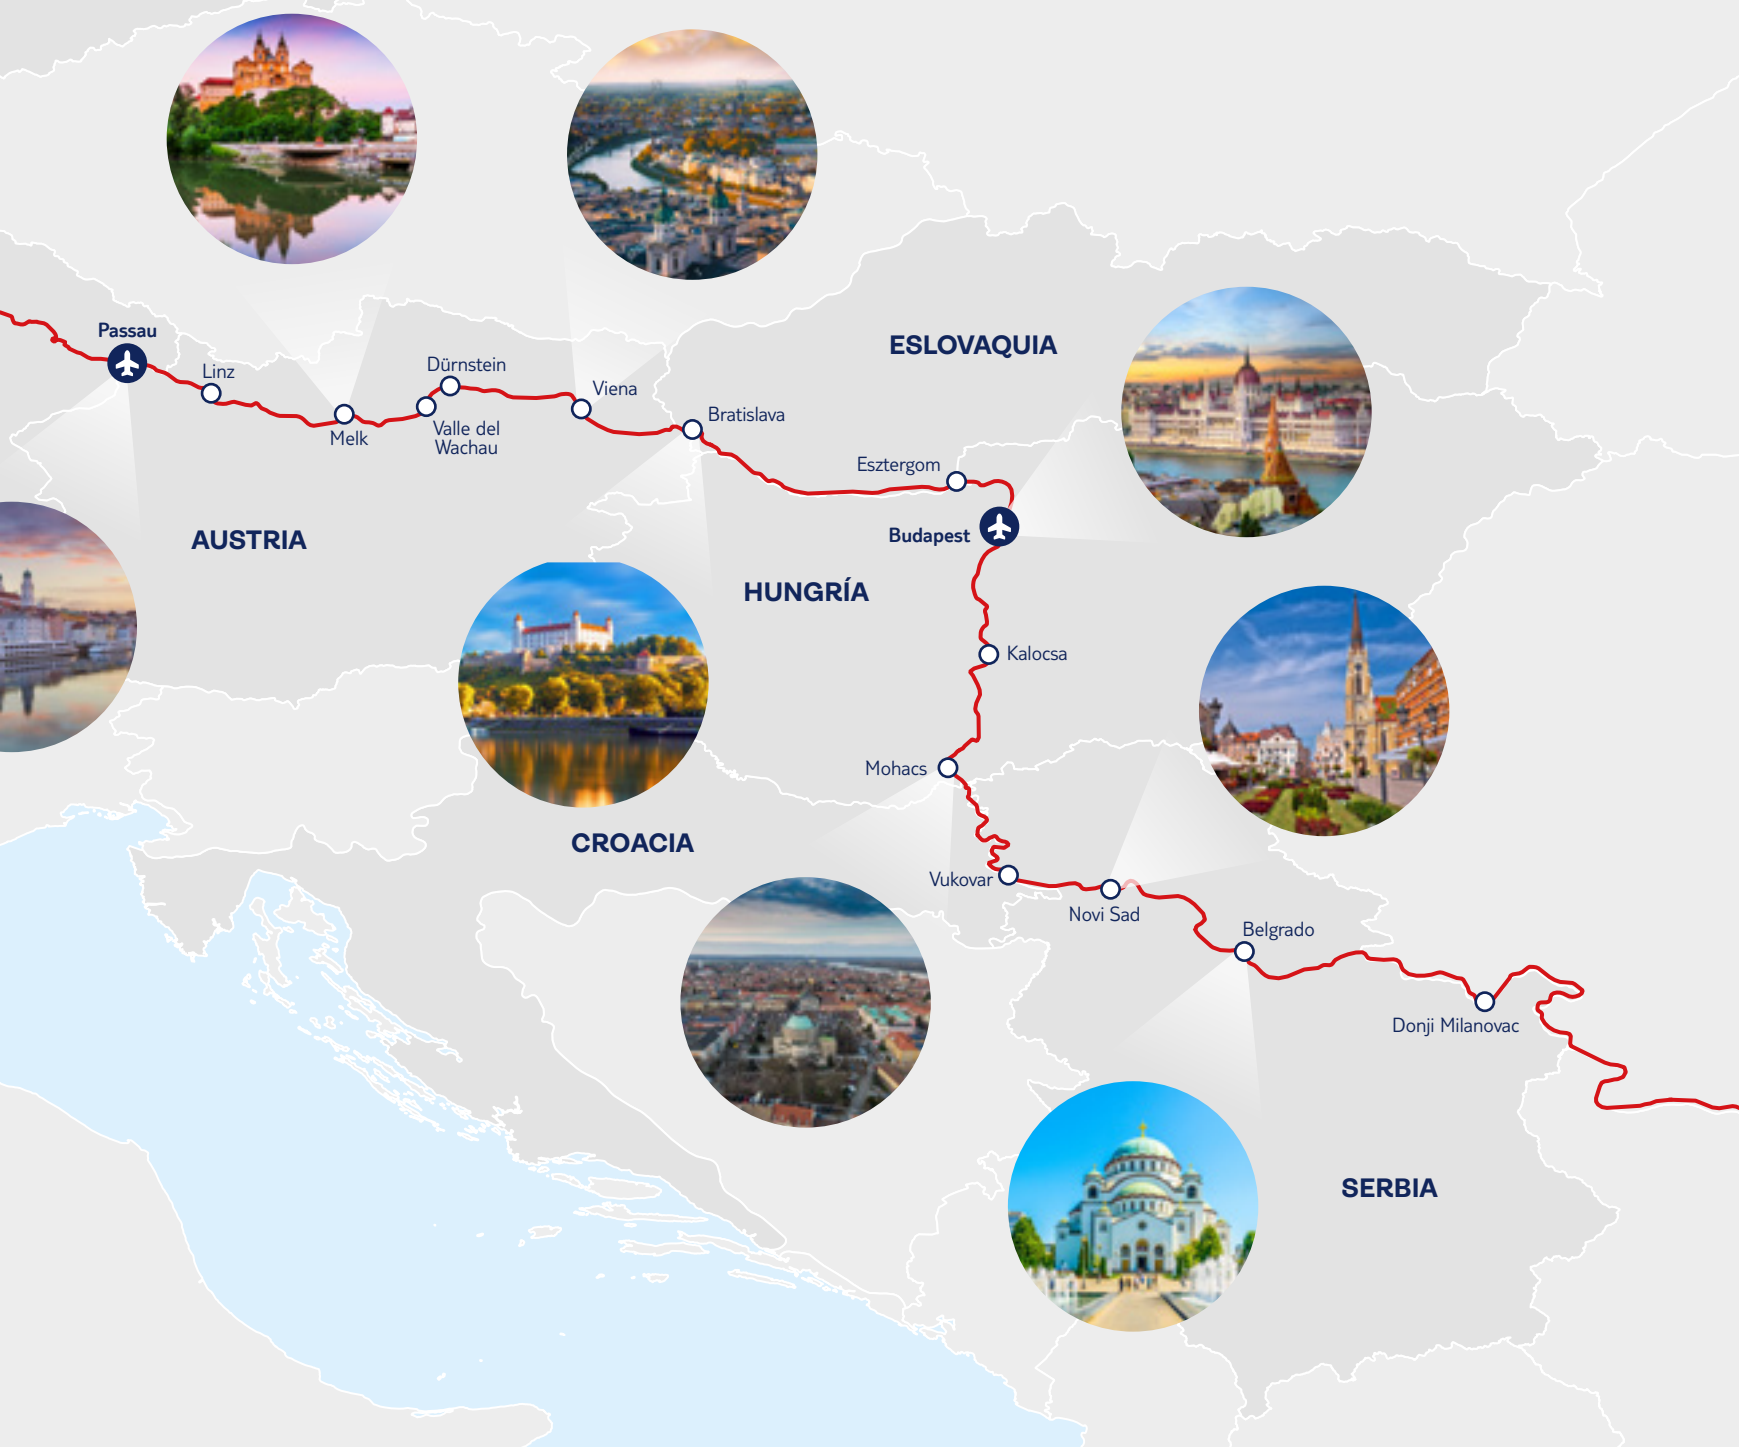 Passau
Linz
Melk
Dürnstein
Valle del
Wachau
Viena
Bratislava
ESLOVAQUIA
Esztergom
Budapest
AUSTRIA
HUNGRÍA
Kalocsa
Mohacs
CROACIA
Vukovar
Novi Sad
Belgrado
Donji Milanovac
SERBIA